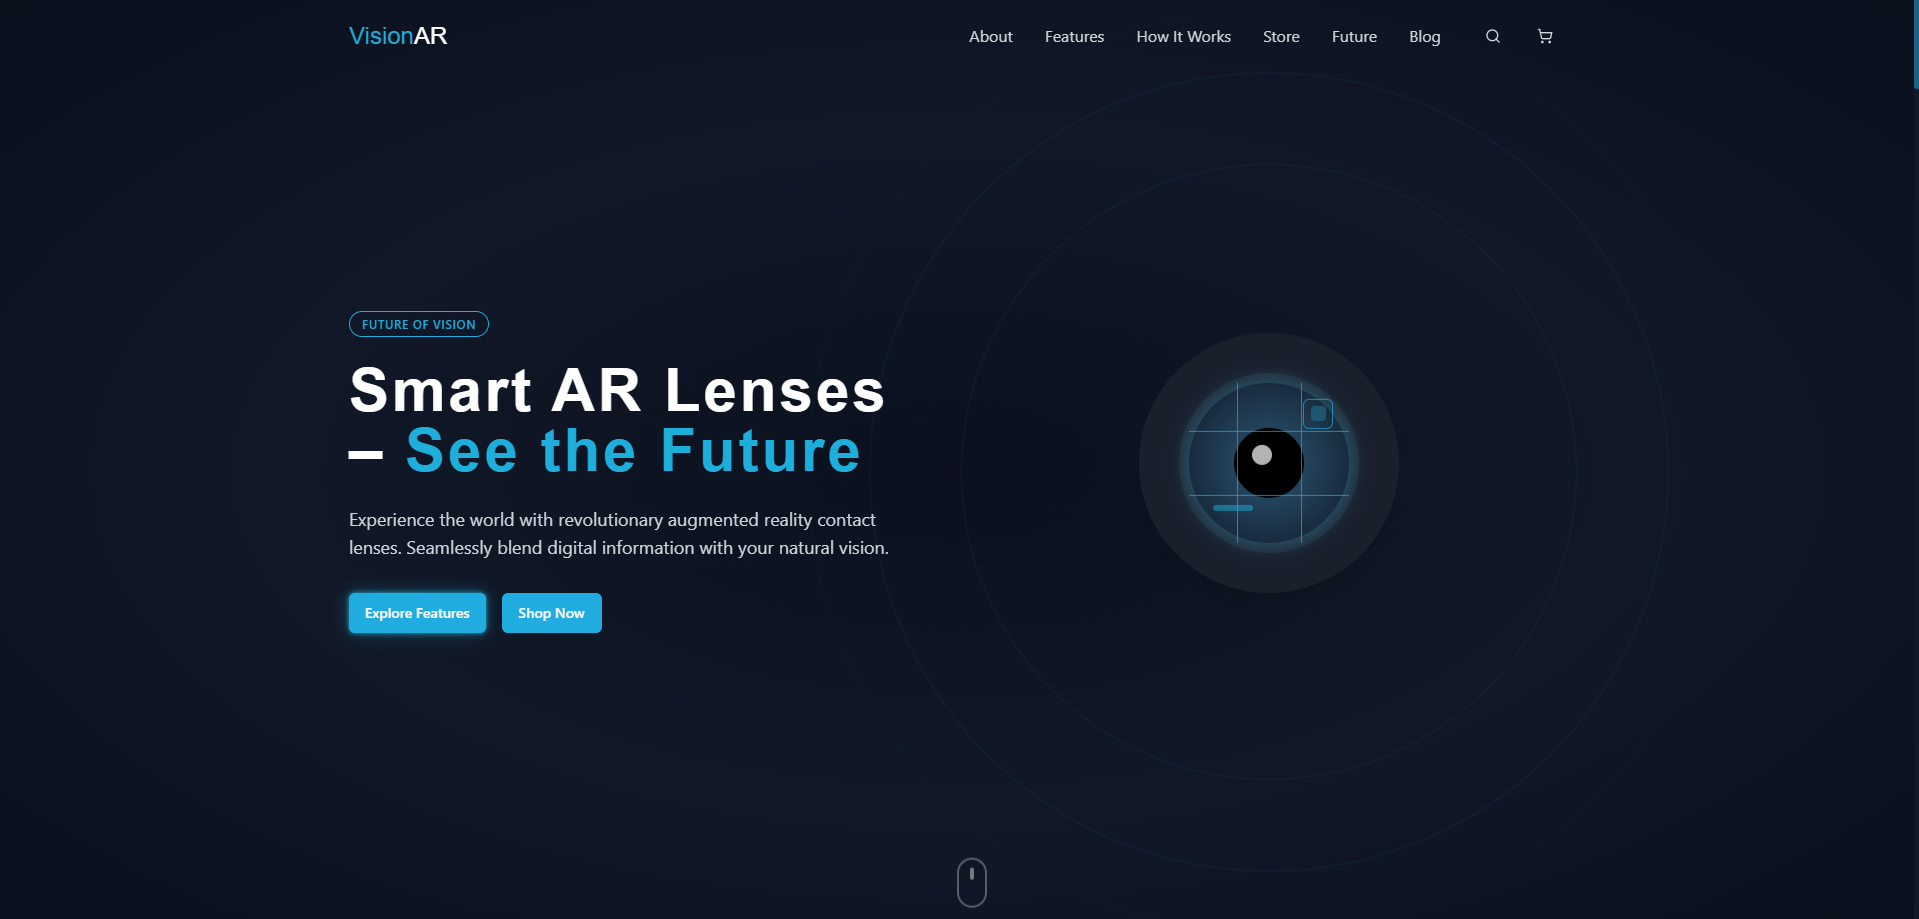 VisionAR
About Features How It Works Store Future Blog
FUTURE OF VISION
Smart AR Lenses
– See the Future
Experience the world with revolutionary augmented reality contact
lenses. Seamlessly blend digital information with your natural vision.
Explore Features Shop Now